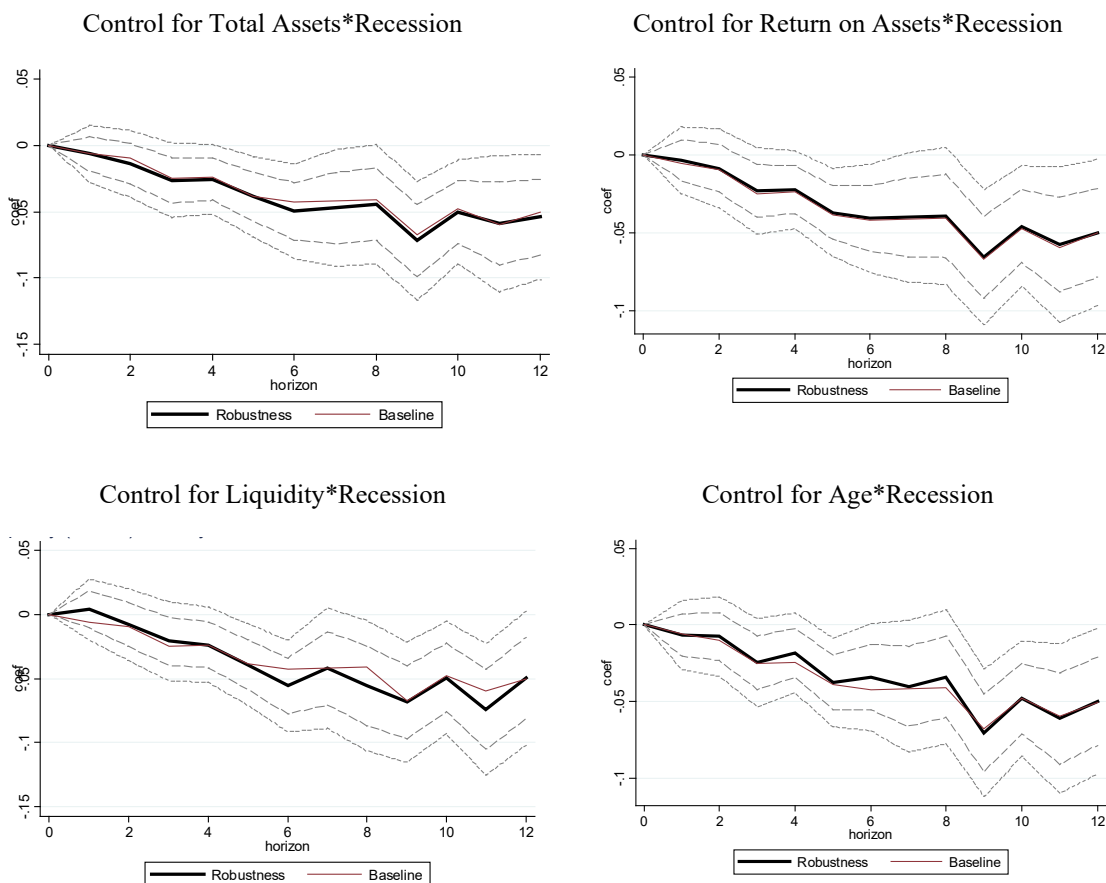 Control for Total Assets*Recession
.05
0
-.05
-.1
-.15
coef
0 2 4 6 8 10 12
horizon
Robustness Baseline
Control for Return on Assets*Recession
.05
0
-.05
-.1
coef
0 2 4 6 8 10 12
horizon
Robustness Baseline
Control for Liquidity*Recession
.05
0
-.05
-.1
-.15
coef
0 2 4 6 8 10 12
horizon
Robustness Baseline
Control for Age*Recession
.05
0
-.05
-.1
coef
0 2 4 6 8 10 12
horizon
Robustness Baseline